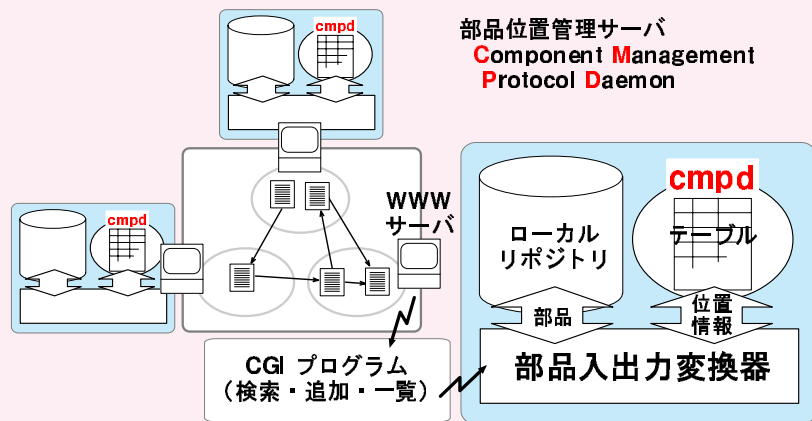 cmpd
部品位置管理サーバ
Component Management
Protocol Daemon
cmpd
WWW
サーバ
cmpd
ローカル
リポジトリ
テーブル
部品
位置
情報
CGI プログラム
(検索・追加・一覧)
部品入出力変換器